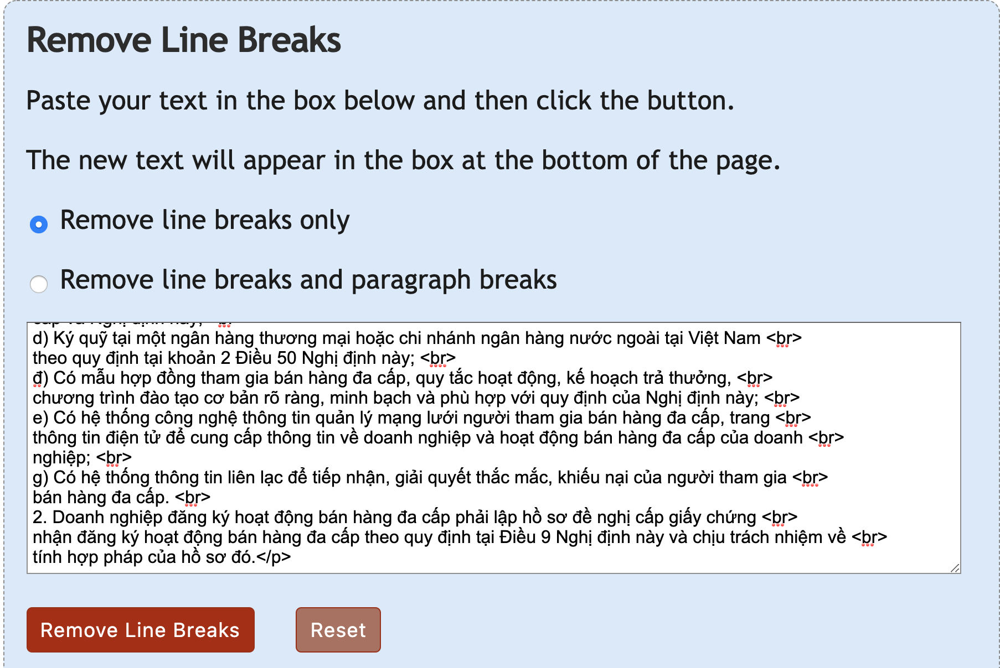 Remove Line Breaks
Paste your text in the box below and then click the button.
The new text will appear in the box at the bottom of the page.
Remove line breaks only
Remove line breaks and paragraph breaks
d) Ký quỹ tại một ngân hàng thương mại hoặc chi nhánh ngân hàng nước ngoài tại Việt Nam <br>
theo quy định tại khoản 2 Điều 50 Nghị định này; <br>
đ) Có mẫu hợp đồng tham gia bán hàng đa cấp, quy tắc hoạt động, kế hoạch trả thưởng, <br>
chương trình đào tạo cơ bản rõ ràng, minh bạch và phù hợp với quy định của Nghị định này; <br>
e) Có hệ thống công nghệ thông tin quản lý mạng lưới người tham gia bán hàng đa cấp, trang <br>
thông tin điện tử để cung cấp thông tin về doanh nghiệp và hoạt động bán hàng đa cấp của doanh <br>
nghiệp; <br>
g) Có hệ thống thông tin liên lạc để tiếp nhận, giải quyết thắc mắc, khiếu nại của người tham gia <br>
bán hàng đa cấp. <br>
2. Doanh nghiệp đăng ký hoạt động bán hàng đa cấp phải lập hồ sơ đề nghị cấp giấy chứng <br>
nhận đăng ký hoạt động bán hàng đa cấp theo quy định tại Điều 9 Nghị định này và chịu trách nhiệm về <br>
tính hợp pháp của hồ sơ đó.</p>
Remove Line Breaks
Reset